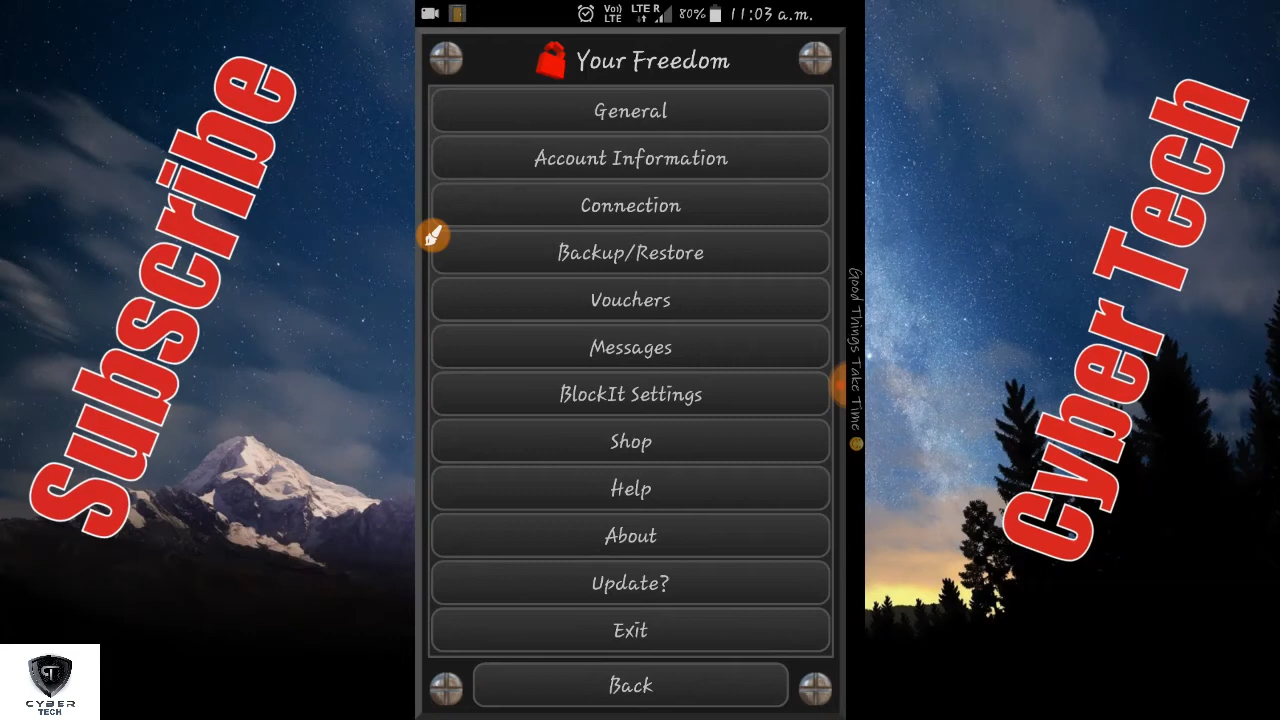 Vo)) LTE LTE R 80% 11:03 a.m.
Your Freedom
General
Account Information
Connection
Backup/Restore
Vouchers
Messages
BlockIt Settings
Shop
Help
About
Update?
Exit
Back
Subscribe
Cyber Tech
Good Things Take Time
CT
CYBER
TECH